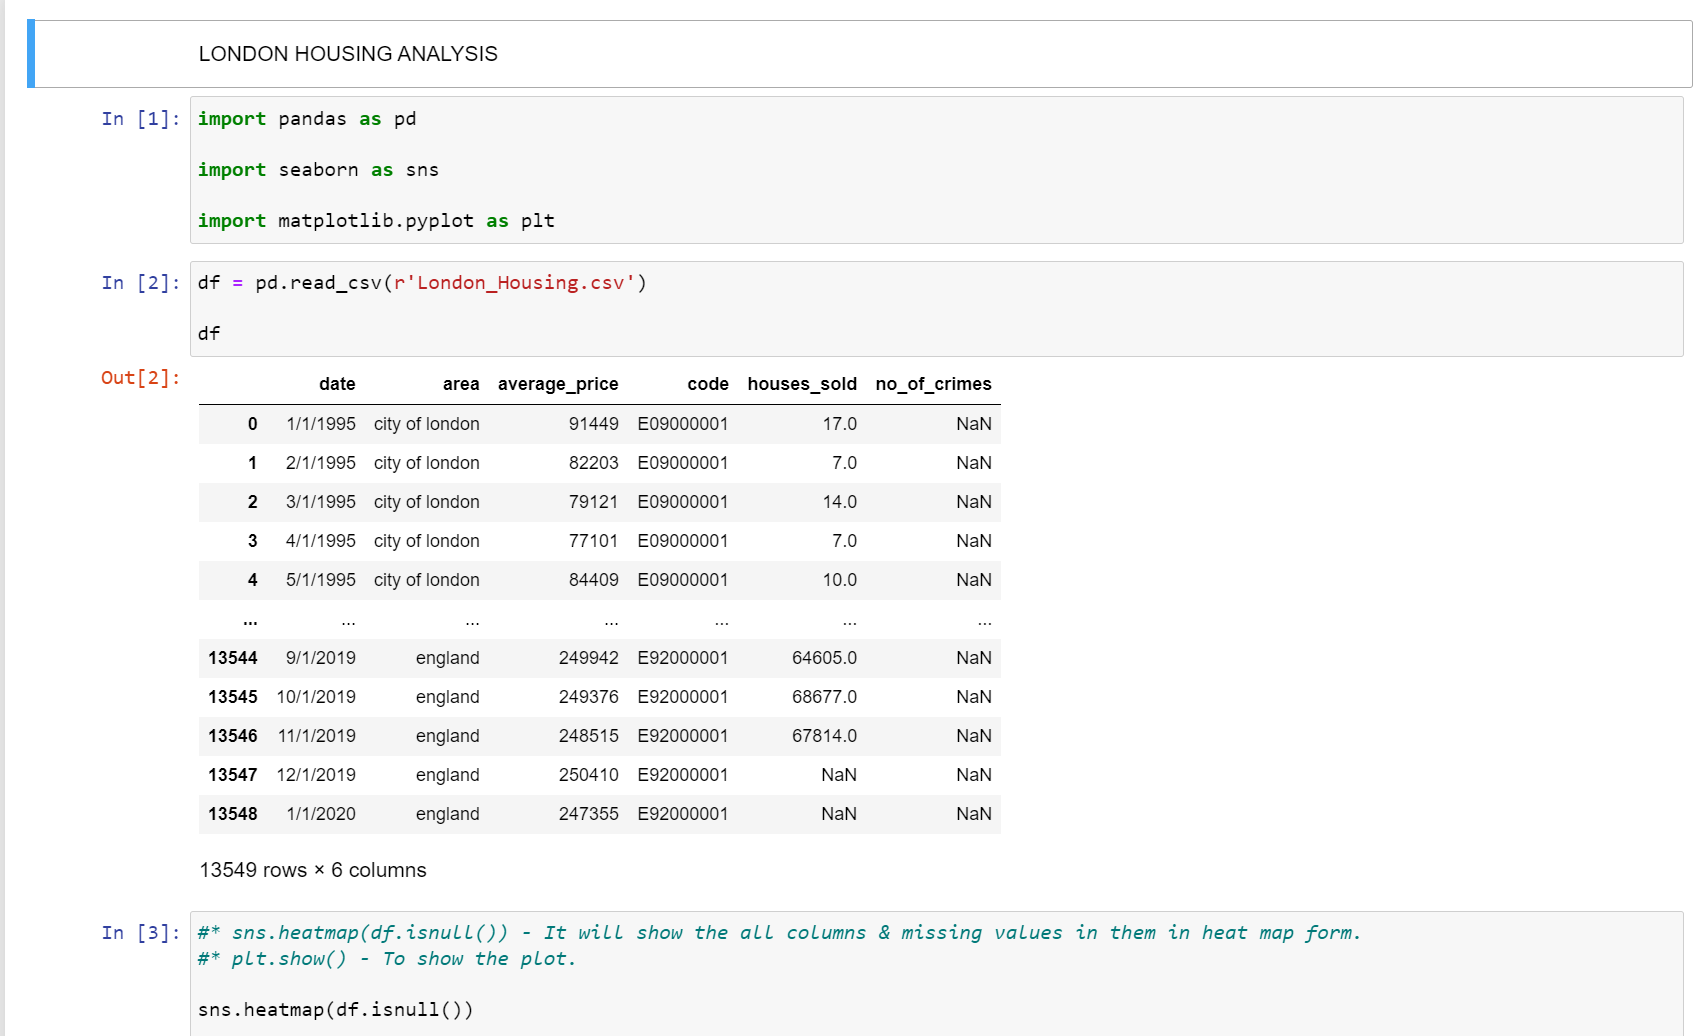 LONDON HOUSING ANALYSIS
In [1]: import pandas as pd
import seaborn as sns
import matplotlib.pyplot as plt
In [2]: df = pd.read_csv(r'London_Housing.csv')
df
Out[2]:
date area average_price code houses_sold no_of_crimes
0 1/1/1995 city of london 91449 E09000001 17.0 NaN
1 2/1/1995 city of london 82203 E09000001 7.0 NaN
2 3/1/1995 city of london 79121 E09000001 14.0 NaN
3 4/1/1995 city of london 77101 E09000001 7.0 NaN
4 5/1/1995 city of london 84409 E09000001 10.0 NaN
... ... ... ... ... ... ...
13544 9/1/2019 england 249942 E92000001 64605.0 NaN
13545 10/1/2019 england 249376 E92000001 68677.0 NaN
13546 11/1/2019 england 248515 E92000001 67814.0 NaN
13547 12/1/2019 england 250410 E92000001 NaN NaN
13548 1/1/2020 england 247355 E92000001 NaN NaN
13549 rows × 6 columns
In [3]: #* sns.heatmap(df.isnull()) - It will show the all columns & missing values in them in heat map form.
#* plt.show() - To show the plot.
sns.heatmap(df.isnull())